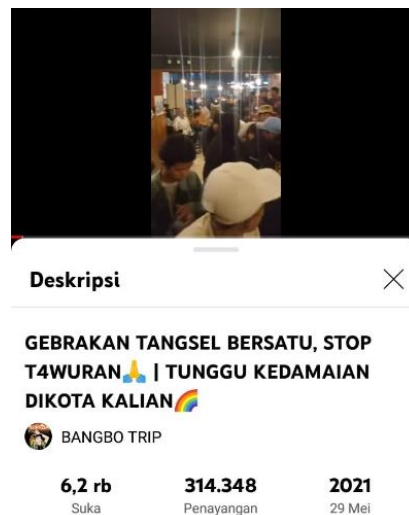 Deskripsi
GEBRAKAN TANGSEL BERSATU, STOP
T4WURAN🙏 | TUNGGU KEDAMAIAN
DIKOTA KALIAN🌈
BANGBO TRIP
6,2 rb 314.348 2021
Suka Penayangan 29 Mei